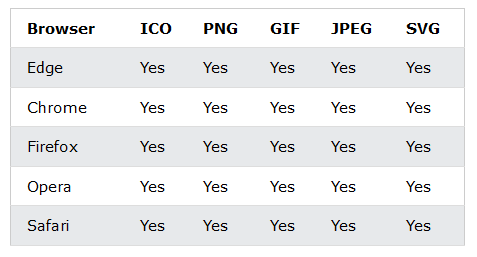 Browser ICO PNG GIF JPEG SVG
Edge Yes Yes Yes Yes Yes
Chrome Yes Yes Yes Yes Yes
Firefox Yes Yes Yes Yes Yes
Opera Yes Yes Yes Yes Yes
Safari Yes Yes Yes Yes Yes